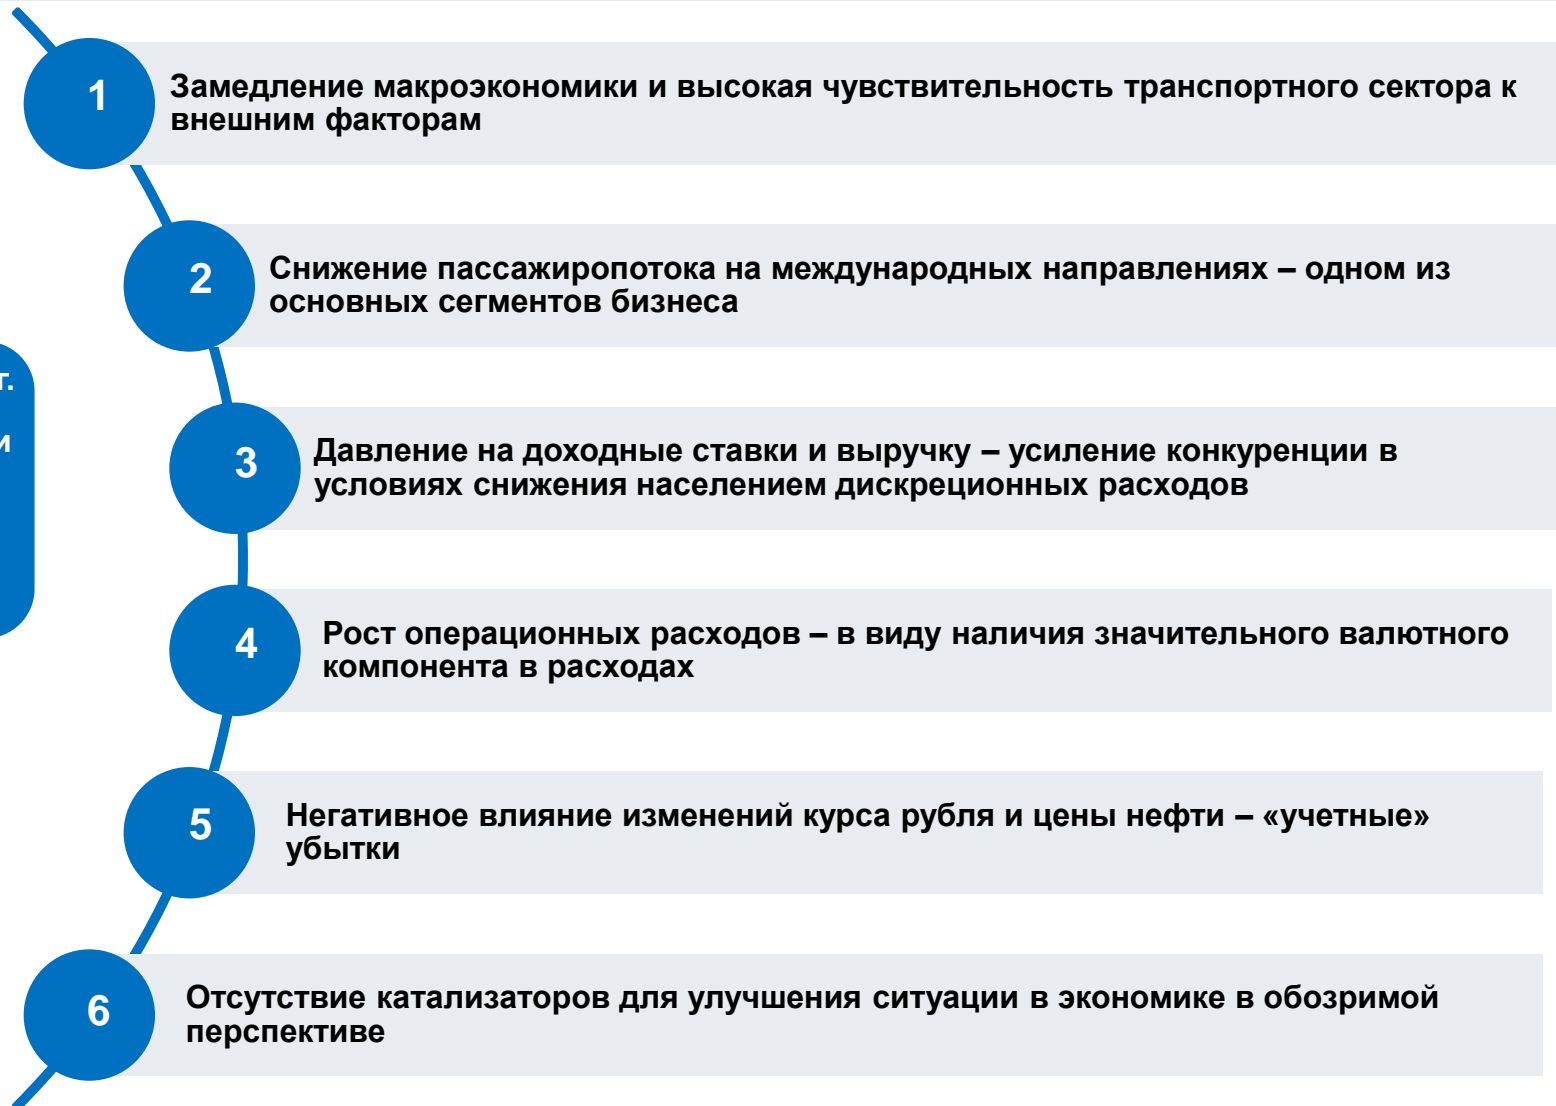 1
Замедление макроэкономики и высокая чувствительность транспортного сектора к
внешним факторам
2
Снижение пассажиропотока на международных направлениях – одном из
основных сегментов бизнеса
г.
и
3
Давление на доходные ставки и выручку – усиление конкуренции в
условиях снижения населением дискреционных расходов
4
Рост операционных расходов – в виду наличия значительного валютного
компонента в расходах
5
Негативное влияние изменений курса рубля и цены нефти – «учетные»
убытки
6
Отсутствие катализаторов для улучшения ситуации в экономике в обозримой
перспективе